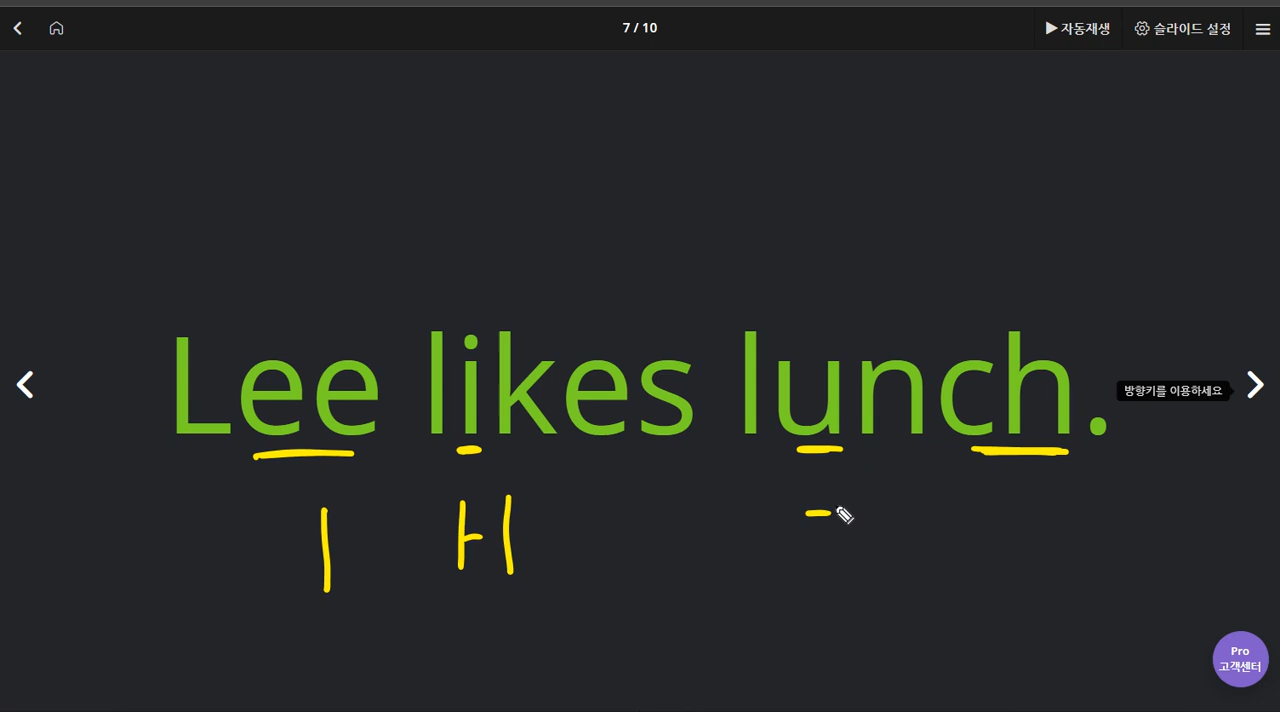 7 / 10
자동재생
슬라이드 설정
Lee likes lunch.
방향키를 이용하세요
ㅣ ㅏㅣ
Pro
고객센터